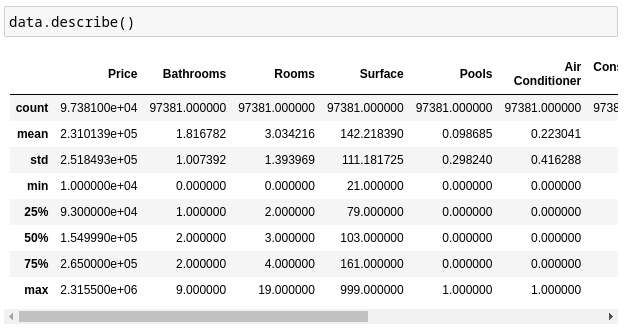 data.describe()
Price Bathrooms Rooms Surface Pools Air Conditioner Cons
count 9.738100e+04 97381.000000 97381.000000 97381.000000 97381.000000 97381.000000 9738
mean 2.310139e+05 1.816782 3.034216 142.218390 0.098685 0.223041
std 2.518493e+05 1.007392 1.393969 111.181725 0.298240 0.416288
min 1.000000e+04 0.000000 0.000000 21.000000 0.000000 0.000000
25% 9.300000e+04 1.000000 2.000000 79.000000 0.000000 0.000000
50% 1.549990e+05 2.000000 3.000000 103.000000 0.000000 0.000000
75% 2.650000e+05 2.000000 4.000000 161.000000 0.000000 0.000000
max 2.315500e+06 9.000000 19.000000 999.000000 1.000000 1.000000